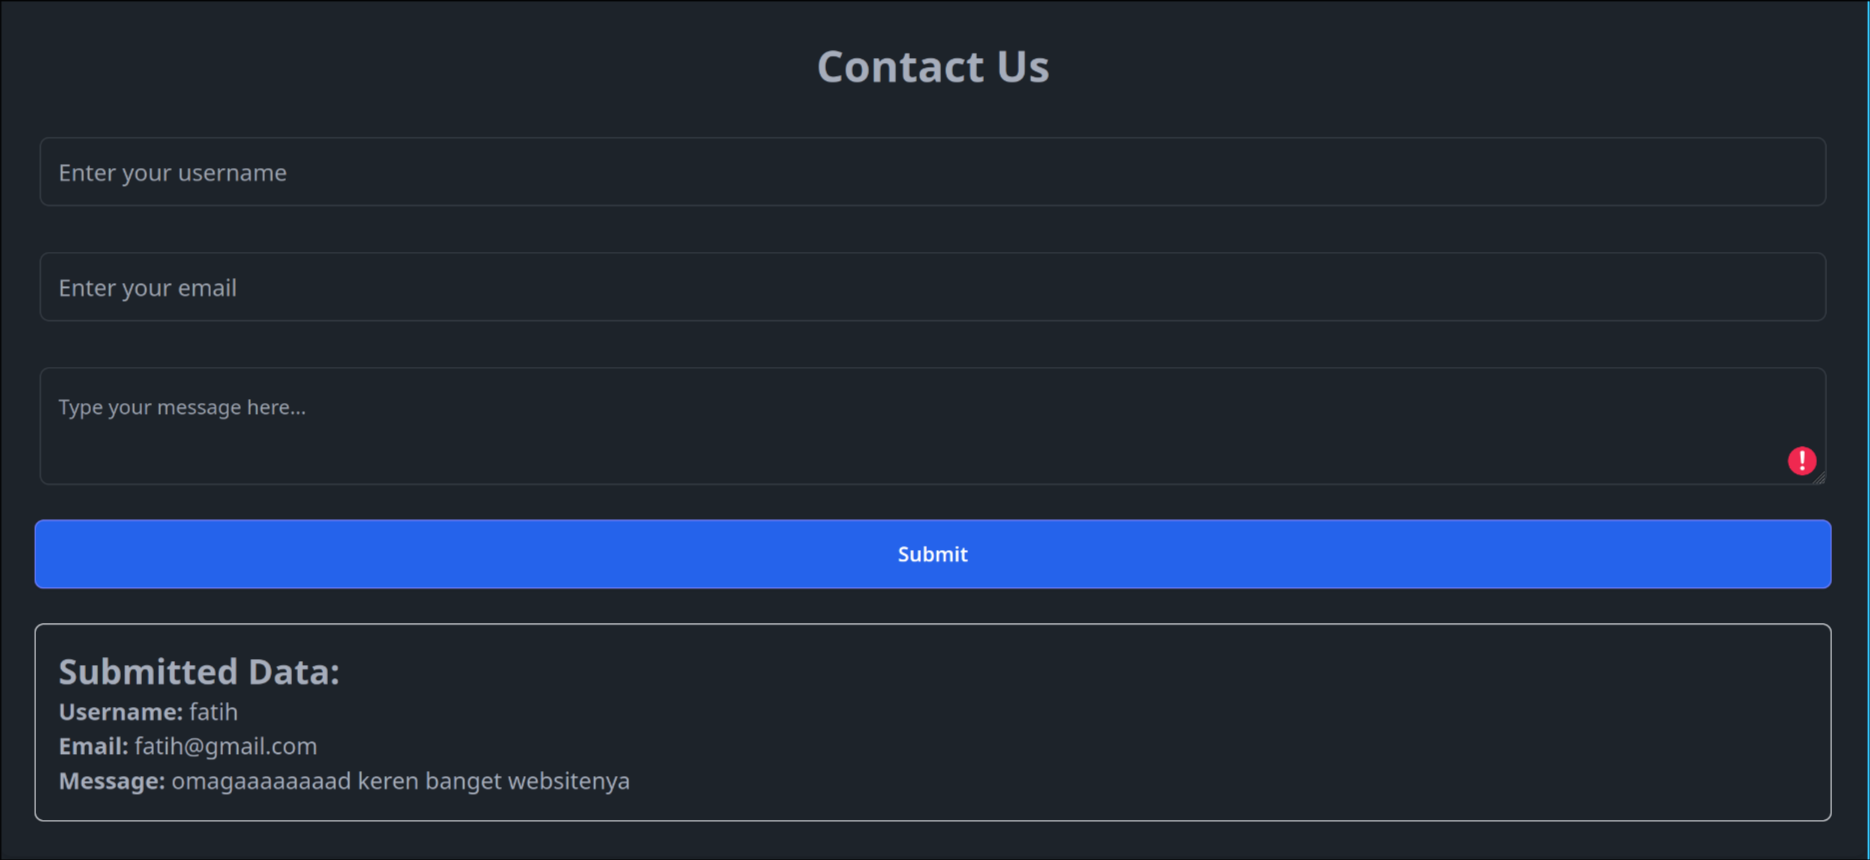 Contact Us
Enter your username
Enter your email
Type your message here...
!
Submit
Submitted Data:
Username: fatih
Email: fatih@gmail.com
Message: omagaaaaaaaad keren banget websitenya